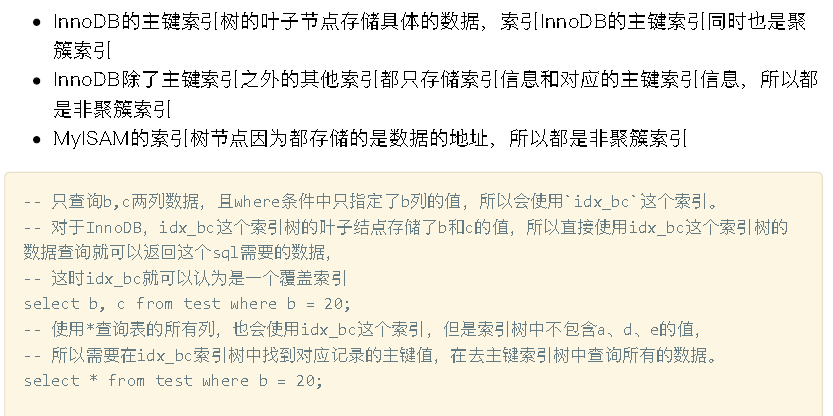 InnoDB的主键索引树的叶子节点存储具体的数据，索引InnoDB的主键索引同时也是聚
簇索引
InnoDB除了主键索引之外的其他索引都只存储索引信息和对应的主键索引信息，所以都
是非聚簇索引
MyISAM的索引树节点因为都存储的是数据的地址，所以都是非聚簇索引
-- 只查询b,c两列数据，且where条件中只指定了b列的值，所以会使用`idx_bc`这个索引。
-- 对于InnoDB，idx_bc这个索引树的叶子结点存储了b和c的值，所以直接使用idx_bc这个索引树的
数据查询就可以返回这个sql需要的数据，
-- 这时idx_bc就可以认为是一个覆盖索引
select b, c from test where b = 20;
-- 使用*查询表的所有列，也会使用idx_bc这个索引，但是索引树中不包含a、d、e的值，
-- 所以需要在idx_bc索引树中找到对应记录的主键值，在去主键索引树中查询所有的数据。
select * from test where b = 20;